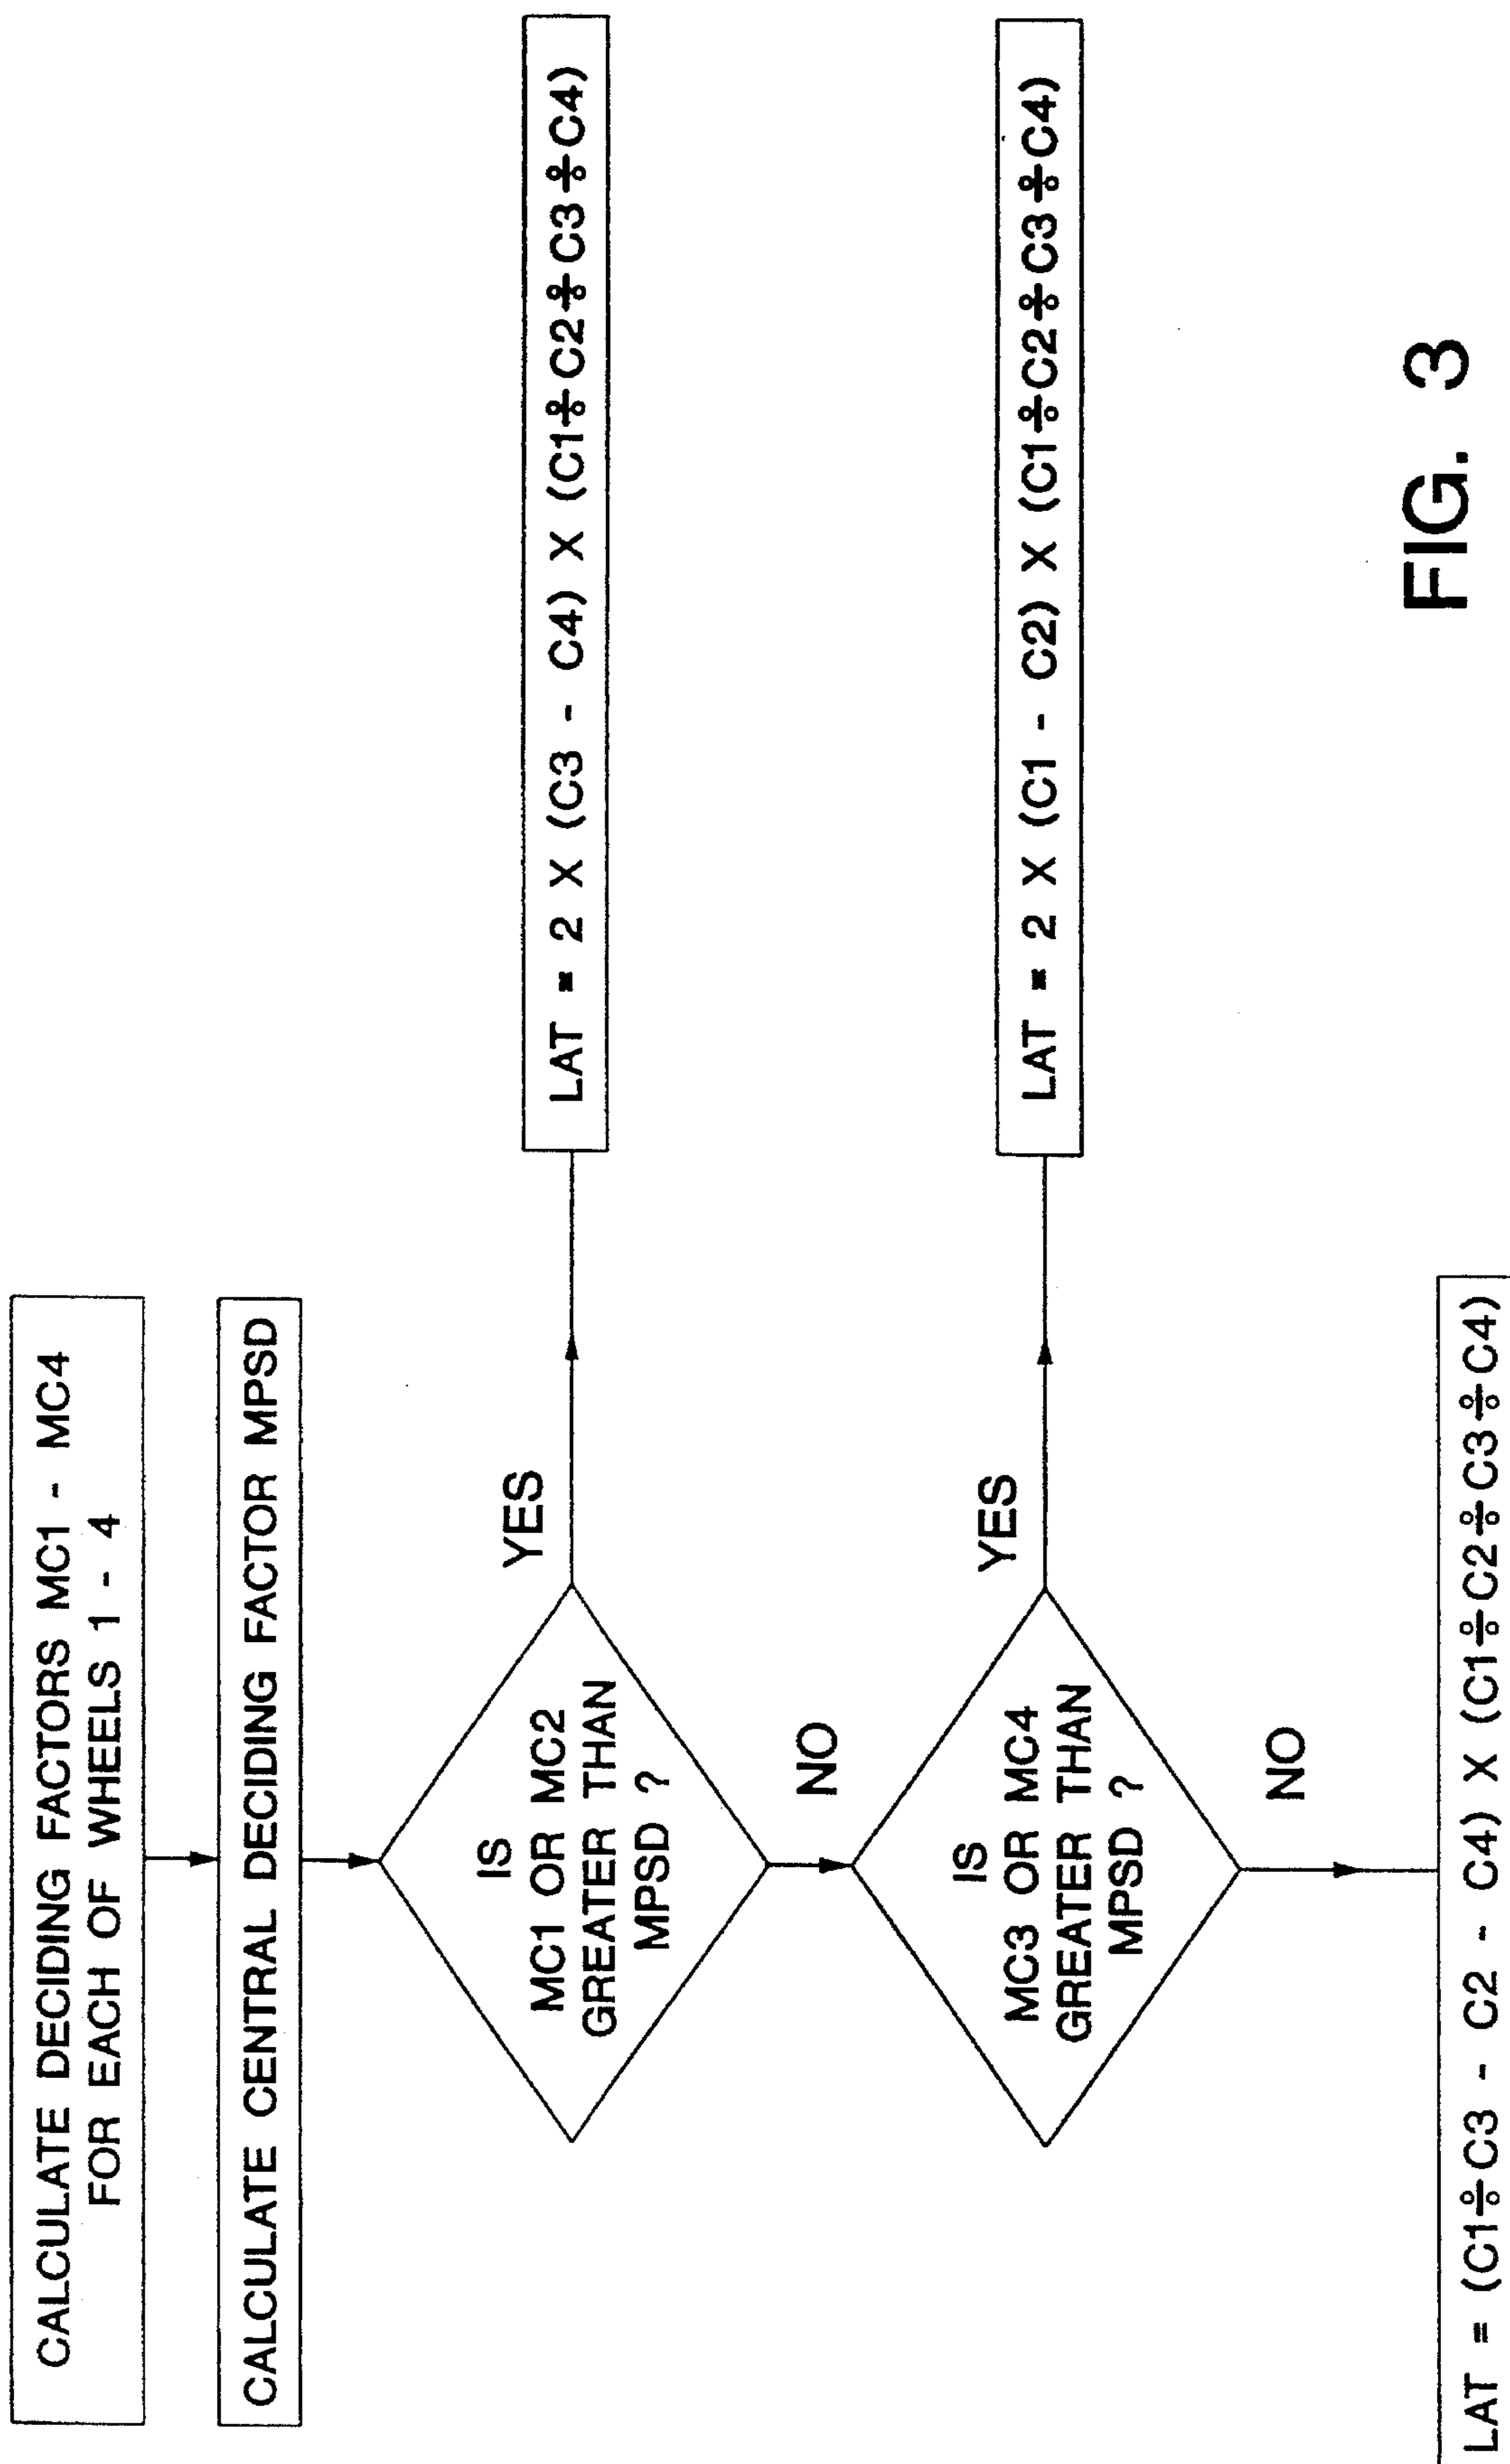 CALCULATE DECIDING FACTORS MC1 - MC4
FOR EACH OF WHEELS 1 - 4
CALCULATE CENTRAL DECIDING FACTOR MPSD
IS
MC1 OR MC2
GREATER THAN
MPSD ?
YES
LAT = 2 X (C3 - C4) X (C1÷C2÷C3÷C4)
NO
IS
MC3 OR MC4
GREATER THAN
MPSD ?
YES
LAT = 2 X (C1 - C2) X (C1÷C2÷C3÷C4)
NO
LAT = (C1÷C3 - C2 - C4) X (C1÷C2÷C3÷C4)
FIG. 3